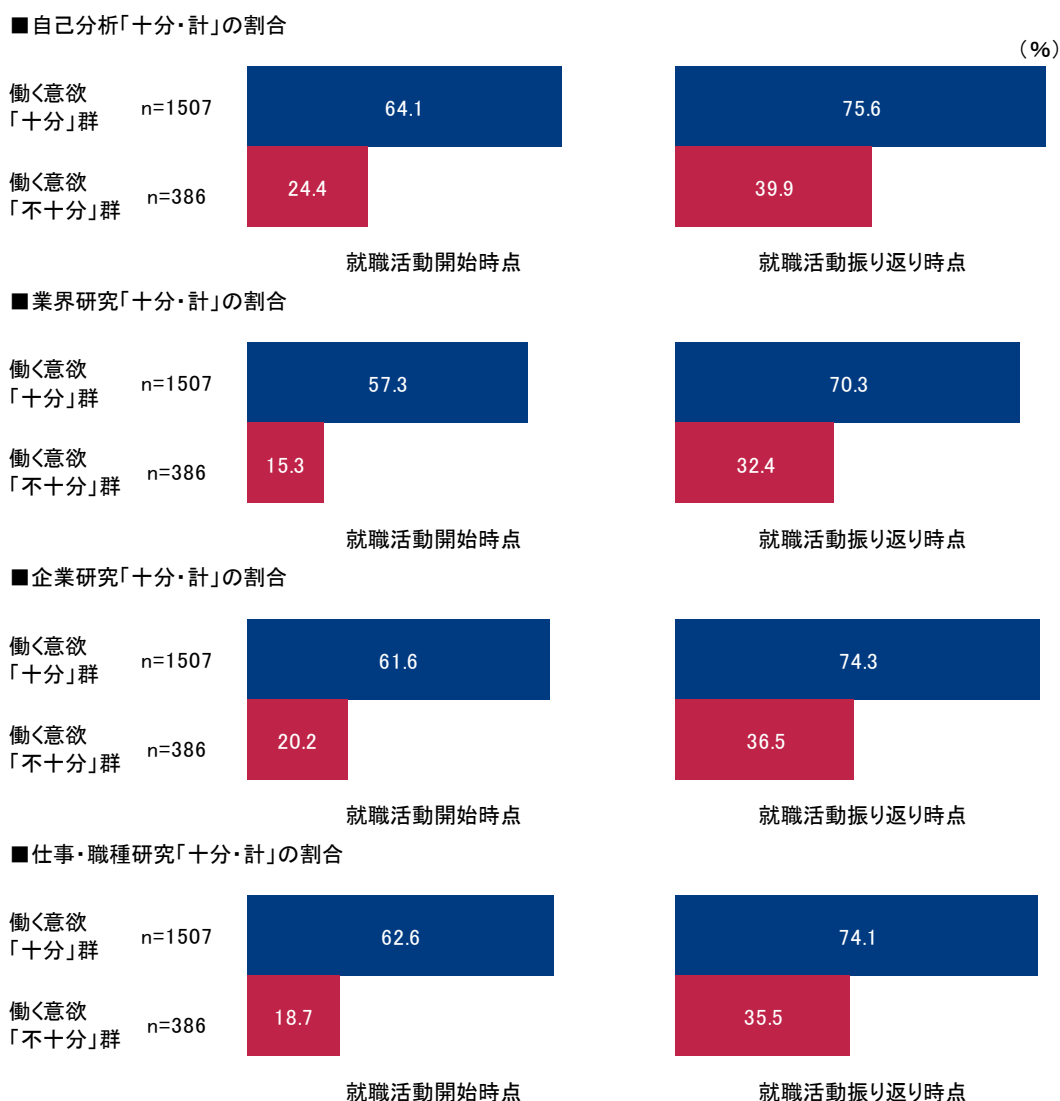 ■自己分析「十分・計」の割合
(%)
働く意欲
「十分」群
n=1507
64.1
75.6
働く意欲
「不十分」群
n=386
24.4
39.9
就職活動開始時点
就職活動振り返り時点
■業界研究「十分・計」の割合
働く意欲
「十分」群
n=1507
57.3
70.3
働く意欲
「不十分」群
n=386
15.3
32.4
就職活動開始時点
就職活動振り返り時点
■企業研究「十分・計」の割合
働く意欲
「十分」群
n=1507
61.6
74.3
働く意欲
「不十分」群
n=386
20.2
36.5
就職活動開始時点
就職活動振り返り時点
■仕事・職種研究「十分・計」の割合
働く意欲
「十分」群
n=1507
62.6
74.1
働く意欲
「不十分」群
n=386
18.7
35.5
就職活動開始時点
就職活動振り返り時点